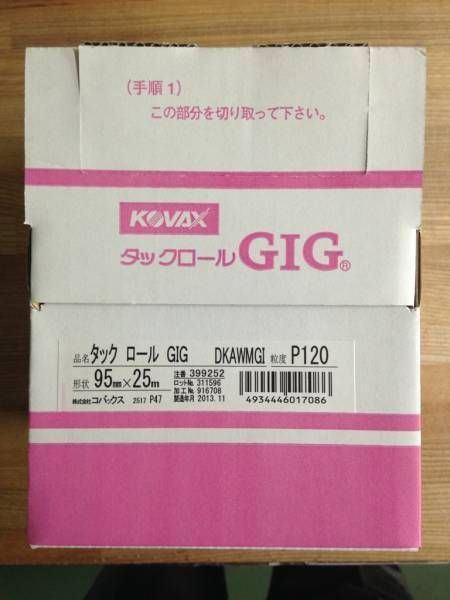 (手順1)
この部分を切り取って下さい。
KOVAX
タックロールGIG®
品名 タック ロール GIG DKAWMGI 粒度 P120
形状 95mm×25m
注番 399252
ロットNo. 311596
加工No. 916708
製造年月 2013.11
株式会社コバックス 2517 P47
4934446017086